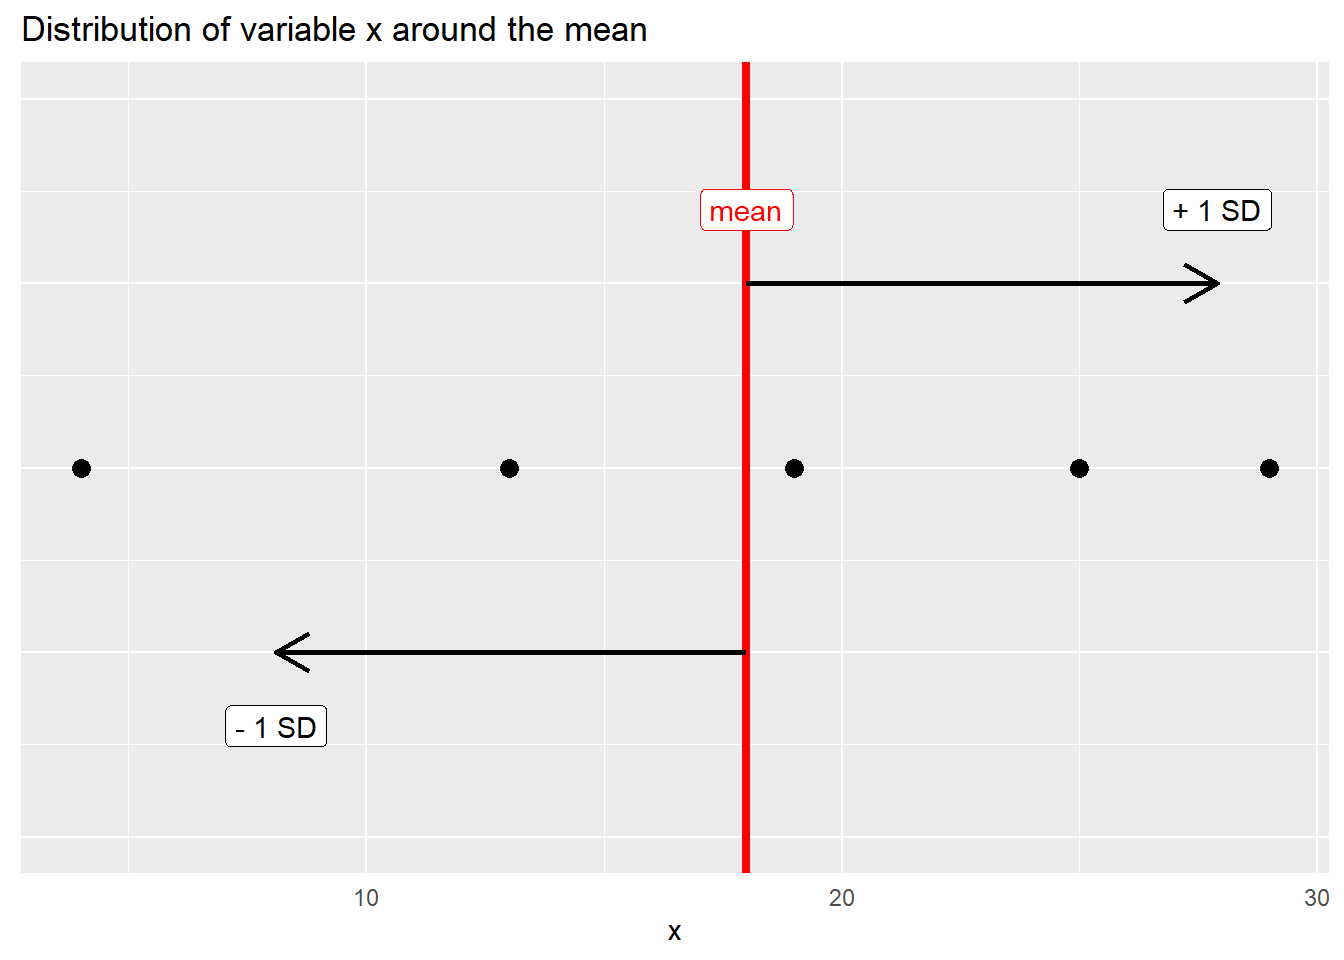 Distribution of variable x around the mean
mean
+ 1 SD
- 1 SD
10
20
30
x